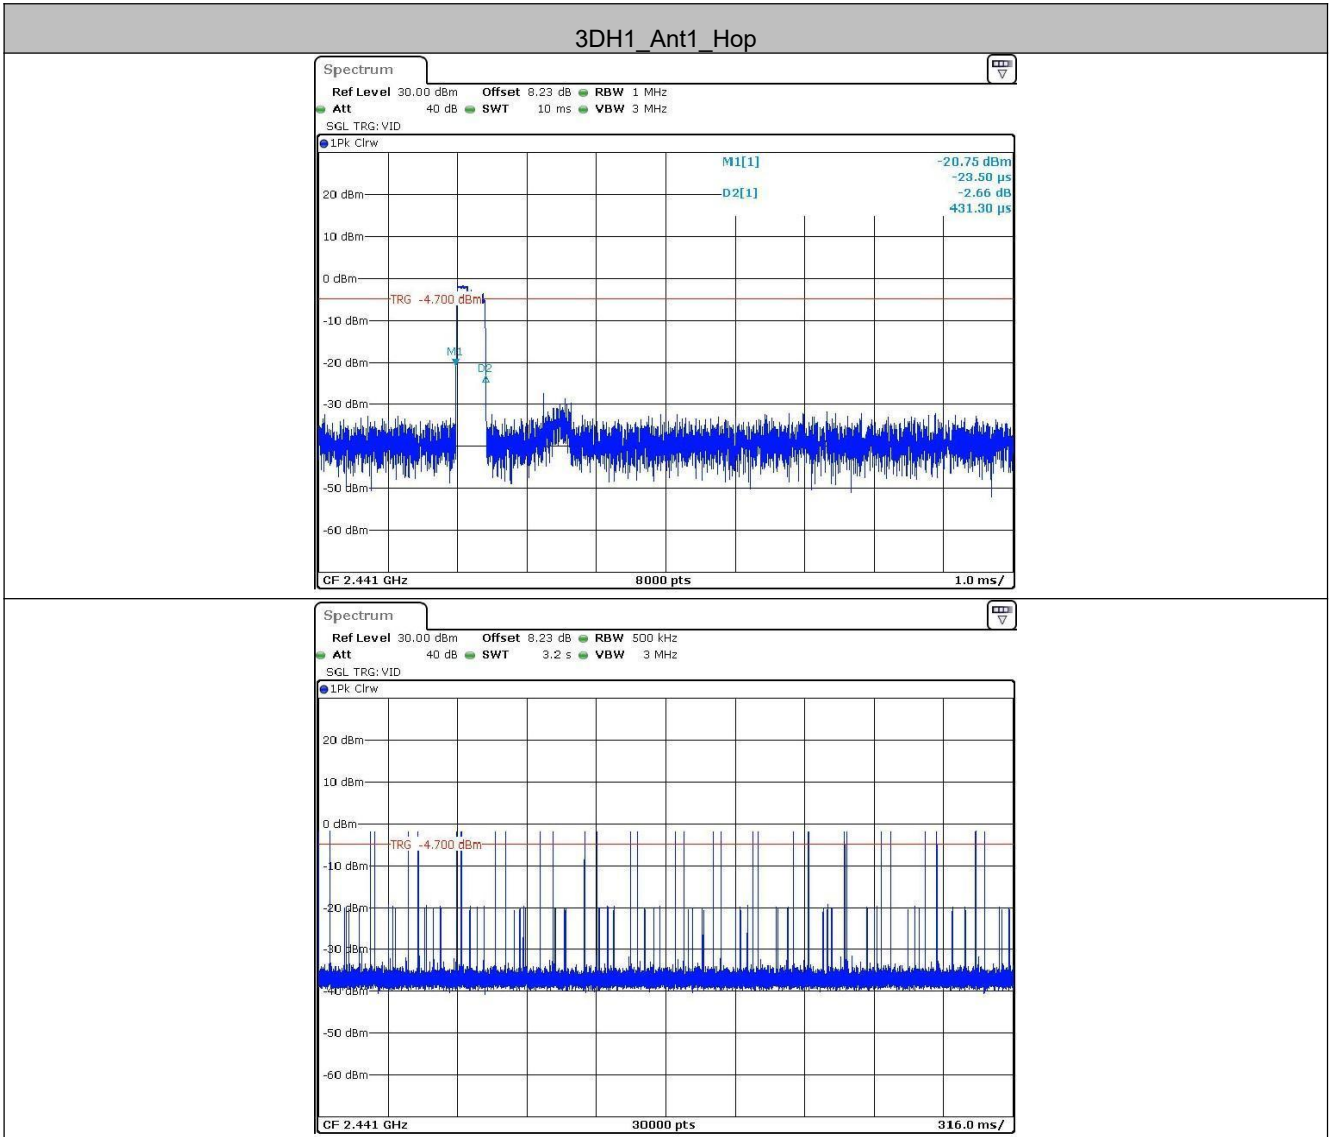 3DH1_Ant1_Hop
Spectrum
Ref Level 30.00 dBm Offset 8.23 dB RBW 1 MHz
Att 40 dB SWT 10 ms VBW 3 MHz
SGL TRG: VID
1Pk Clrw
M1[1] -20.75 dBm
-23.50 µs
20 dBm D2[1] -2.66 dB
431.30 µs
10 dBm
0 dBm
TRG -4.700 dBm
-10 dBm
M1
-20 dBm
D2
-30 dBm
-50 dBm
-60 dBm
CF 2.441 GHz 8000 pts 1.0 ms/
Spectrum
Ref Level 30.00 dBm Offset 8.23 dB RBW 500 kHz
Att 40 dB SWT 3.2 s VBW 3 MHz
SGL TRG: VID
1Pk Clrw
20 dBm
10 dBm
0 dBm
TRG -4.700 dBm
-10 dBm
-20 dBm
-30 dBm
-40 dBm
-50 dBm
-60 dBm
CF 2.441 GHz 30000 pts 316.0 ms/